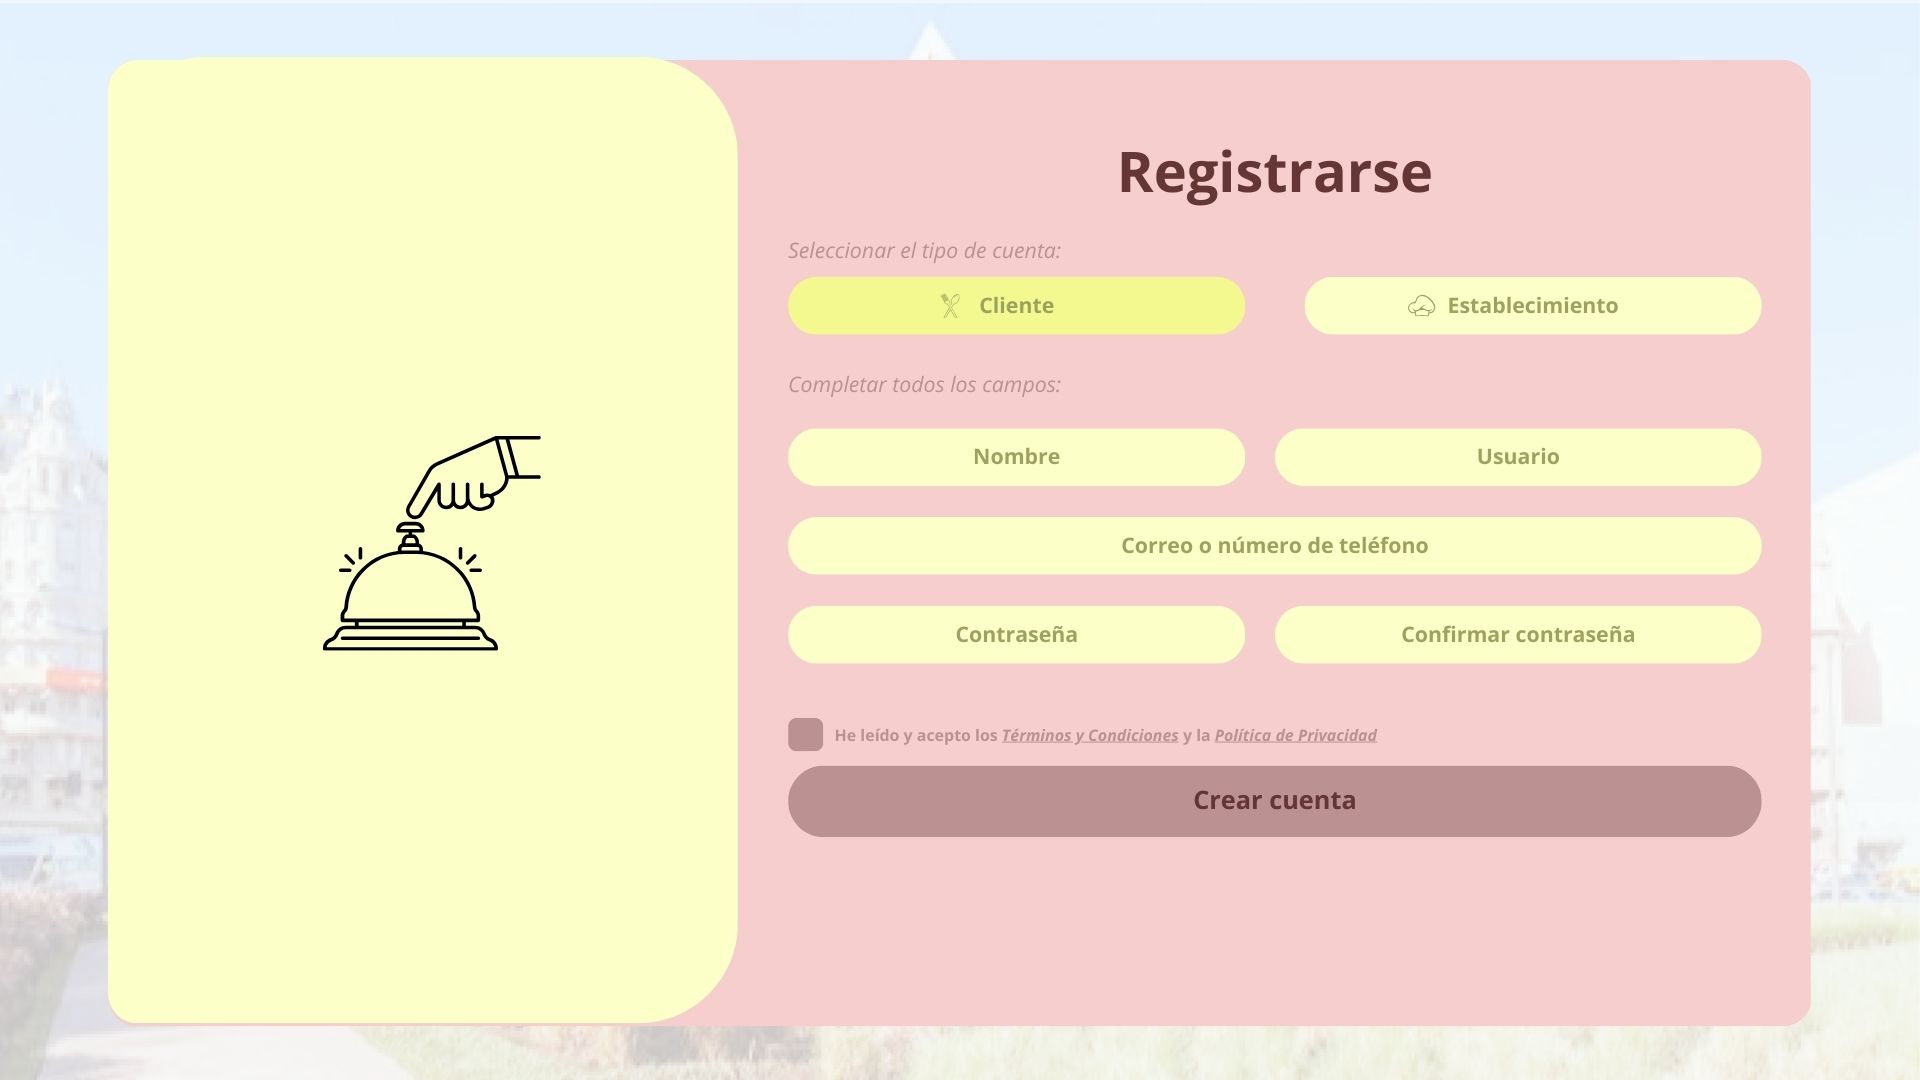 Registrarse
Seleccionar el tipo de cuenta:
Cliente
Establecimiento
Completar todos los campos:
Nombre
Usuario
Correo o número de teléfono
Contraseña
Confirmar contraseña
He leído y acepto los Términos y Condiciones y la Política de Privacidad
Crear cuenta